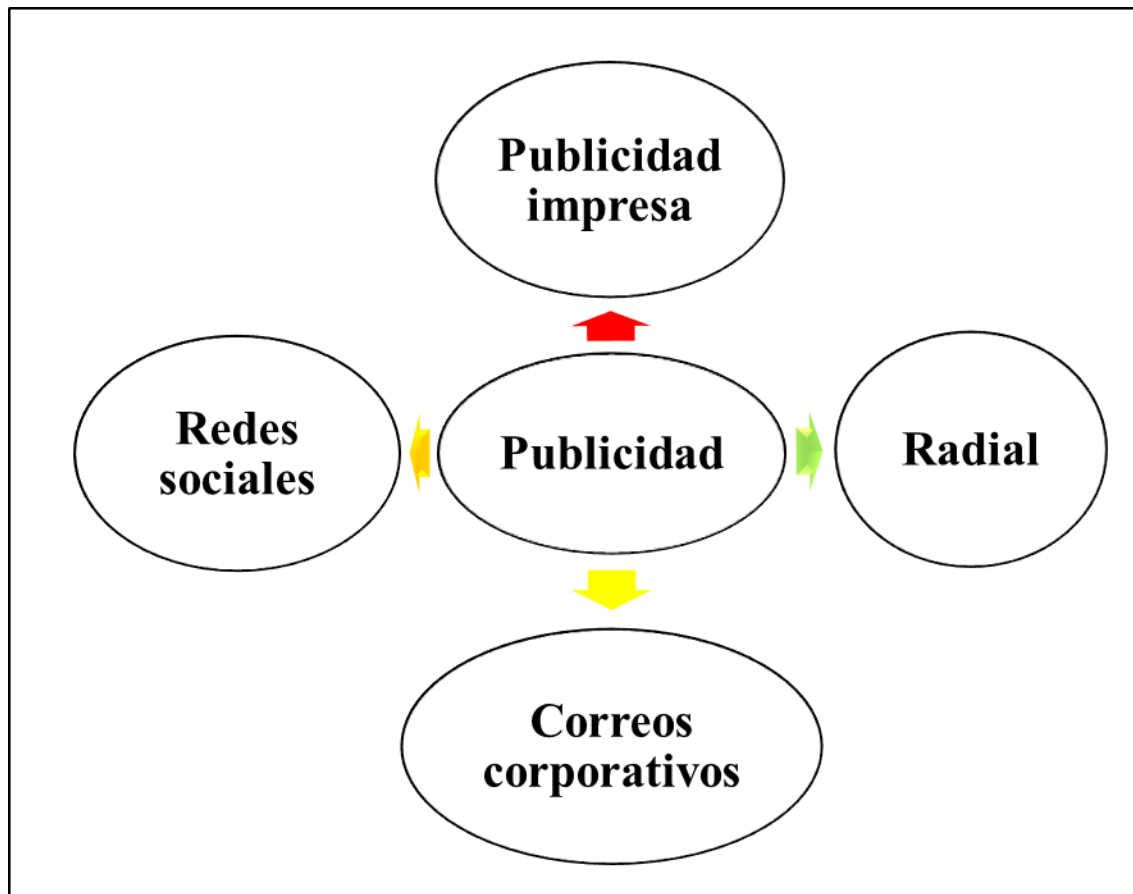 Publicidad
impresa
Redes
sociales
Publicidad
Radial
Correos
corporativos